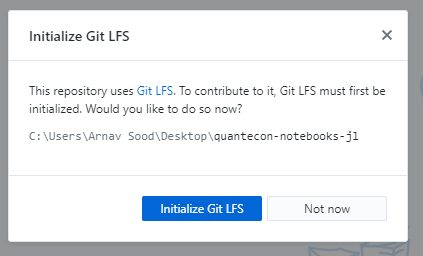 Initialize Git LFS
This repository uses Git LFS. To contribute to it, Git LFS must first be
initialized. Would you like to do so now?
C:\Users\Arnav Sood\Desktop\quantecon-notebooks-jl
Initialize Git LFS
Not now